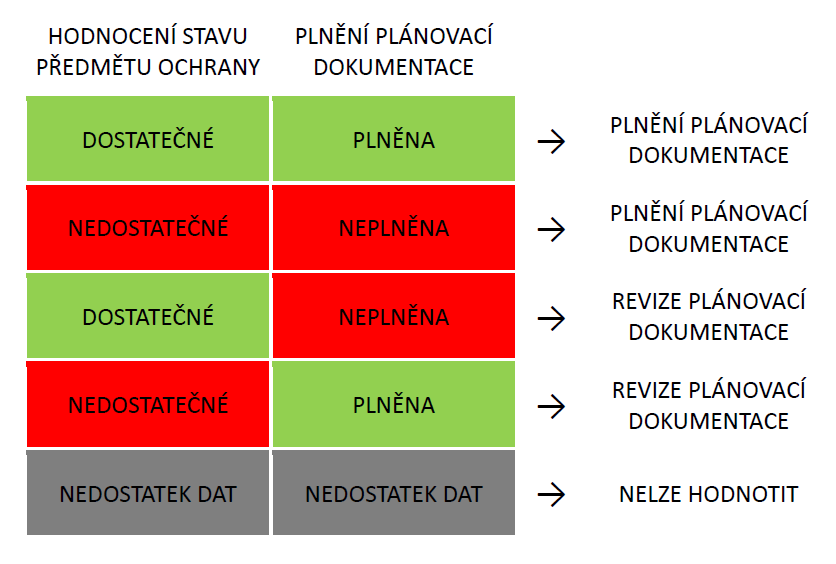 HODNOCENÍ STAVU
PŘEDMĚTU OCHRANY
PLNĚNÍ PLÁNOVACÍ
DOKUMENTACE
DOSTATEČNÉ
PLNĚNA
→
PLNĚNÍ PLÁNOVACÍ
DOKUMENTACE
NEDOSTATEČNÉ
NEPLNĚNA
→
PLNĚNÍ PLÁNOVACÍ
DOKUMENTACE
DOSTATEČNÉ
NEPLNĚNA
→
REVIZE PLÁNOVACÍ
DOKUMENTACE
NEDOSTATEČNÉ
PLNĚNA
→
REVIZE PLÁNOVACÍ
DOKUMENTACE
NEDOSTATEK DAT
NEDOSTATEK DAT
→
NELZE HODNOTIT